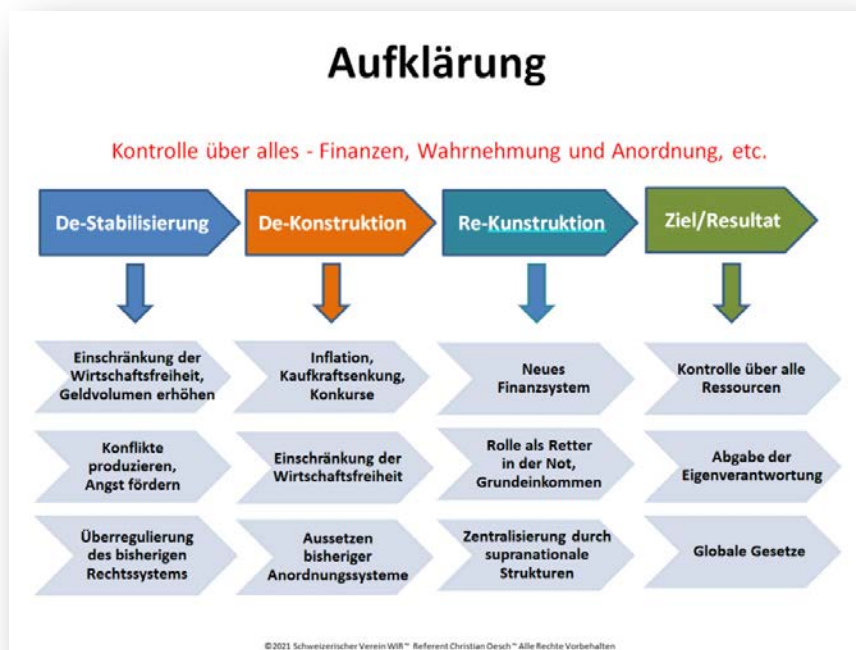 Aufklärung
Kontrolle über alles - Finanzen, Wahrnehmung und Anordnung, etc.
De-Stabilisierung
De-Konstruktion
Re-Kunstruktion
Ziel/Resultat
Einschränkung der
Wirtschaftsfreiheit,
Geldvolumen erhöhen
Inflation,
Kaufkraftsenkung,
Konkurse
Neues
Finanzsystem
Kontrolle über alle
Ressourcen
Konflikte
produzieren,
Angst fördern
Einschränkung der
Wirtschaftsfreiheit
Rolle als Retter
in der Not,
Grundeinkommen
Abgabe der
Eigenverantwortung
Überregulierung
des bisherigen
Rechtssystems
Aussetzen
bisheriger
Anordnungssysteme
Zentralisierung durch
supranationale
Strukturen
Globale Gesetze
©2021 Schweizerischer Verein WIR™ Referent Christian Oesch™ Alle Rechte Vorbehalten